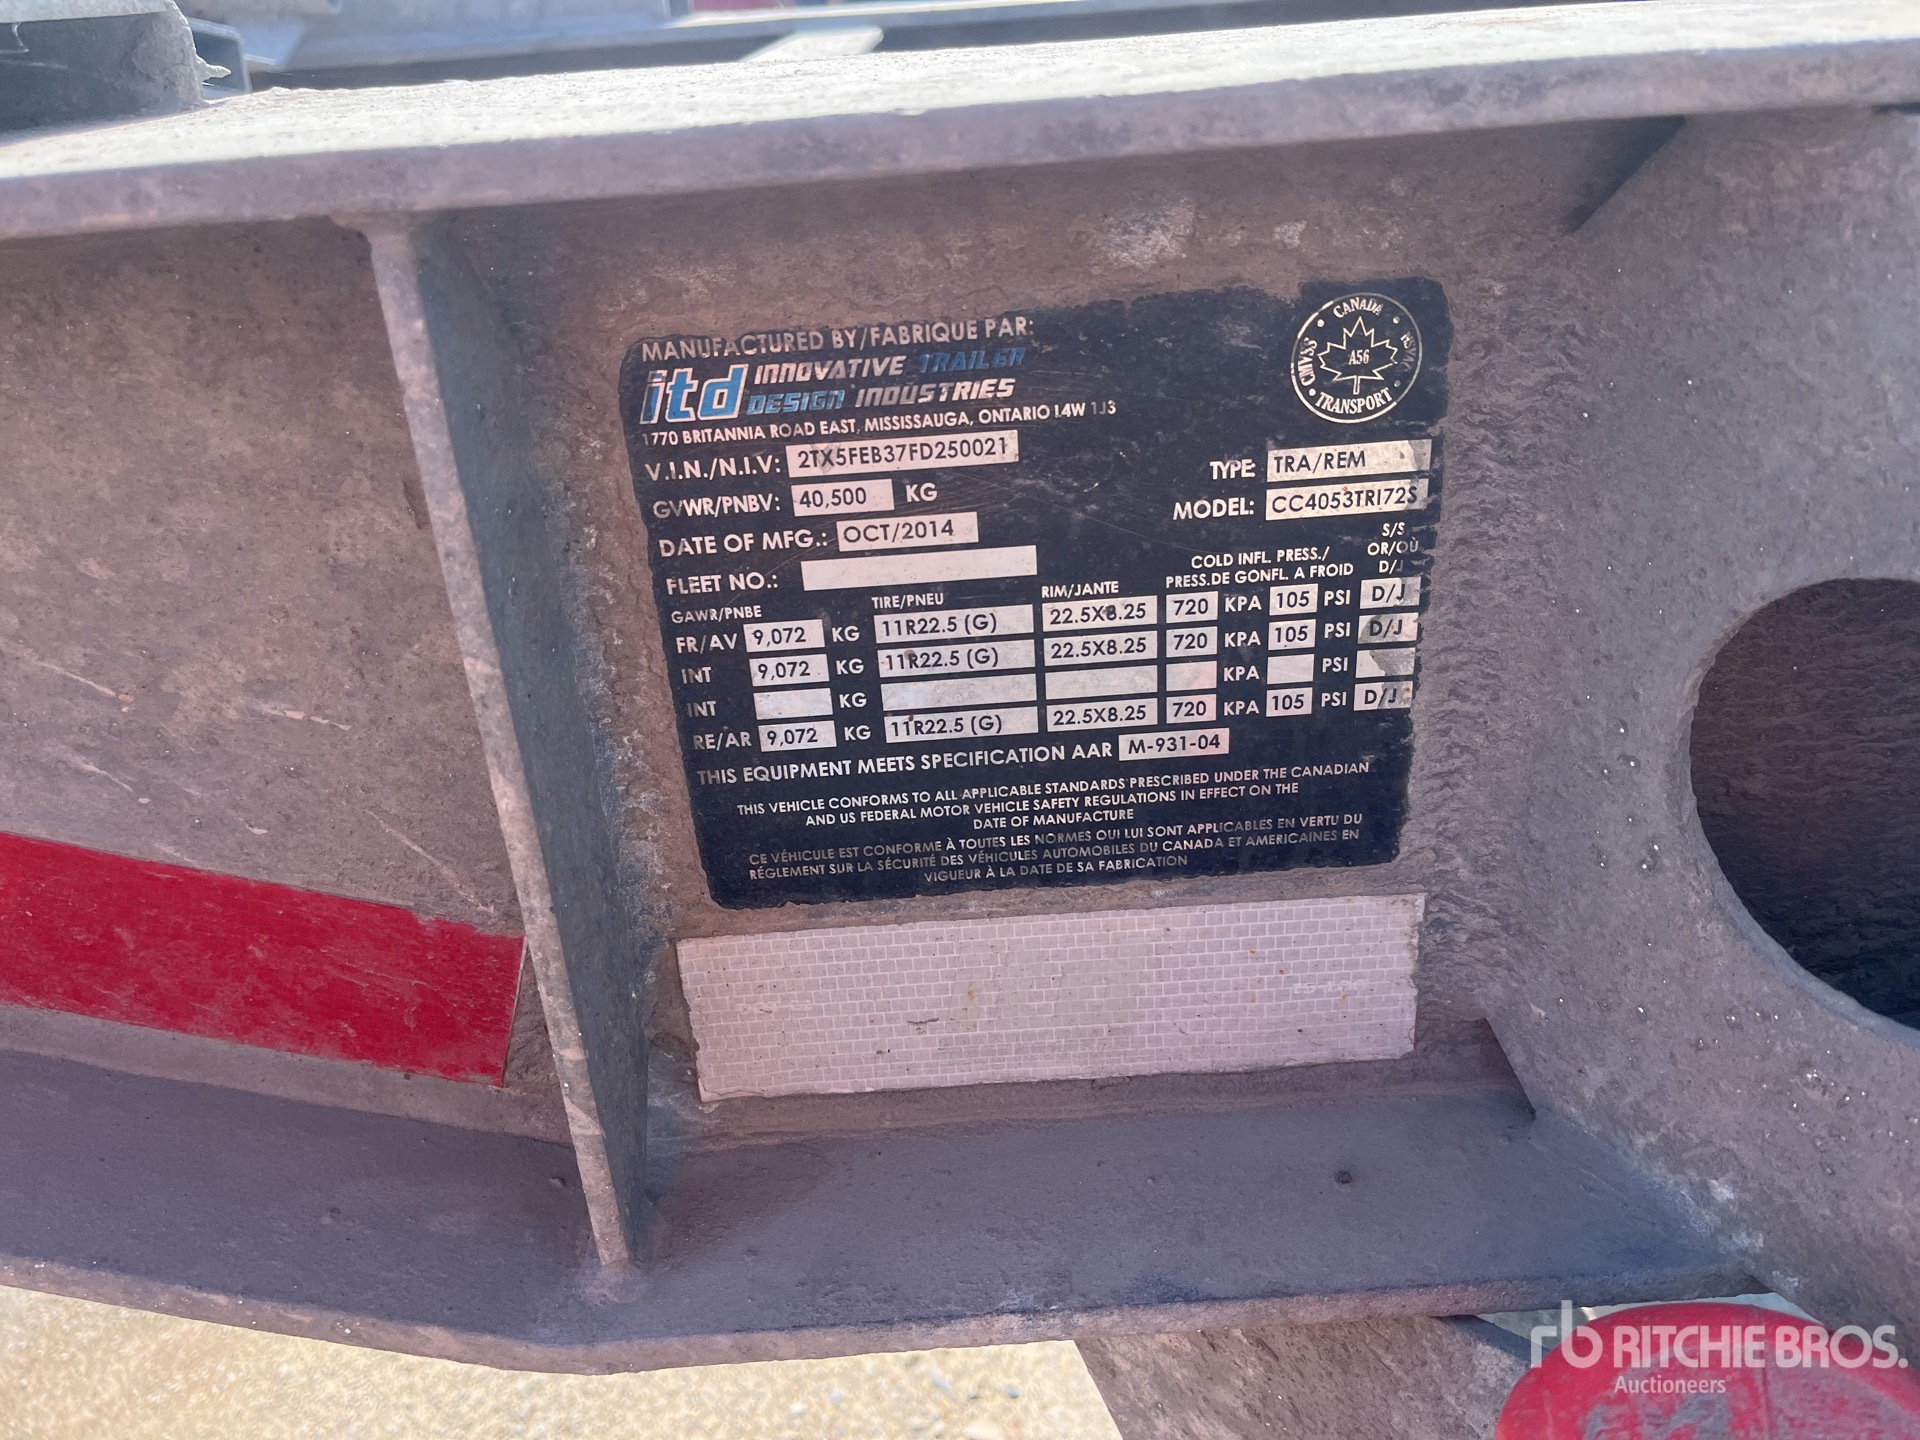 MANUFACTURED BY/FABRIQUE PAR:
itd INNOVATIVE TRAILER
DESIGN INDUSTRIES
1770 BRITANNIA ROAD EAST, MISSISSAUGA, ONTARIO L4W 1J3
CANADA
CMVSS NSVAC
A56
TRANSPORT
V.I.N./N.I.V: 2TX5FEB37FD250021
TYPE: TRA/REM
GVWR/PNBV: 40,500 KG
MODEL: CC4053TRI72S
DATE OF MFG.: OCT/2014
FLEET NO.:
GAWR/PNBE TIRE/PNEU RIM/JANTE COLD INFL. PRESS./ PRESS.DE GONFL. A FROID S/S OR/OÙ D/J
FR/AV 9,072 KG 11R22.5 (G) 22.5X8.25 720 KPA 105 PSI D/J
INT 9,072 KG 11R22.5 (G) 22.5X8.25 720 KPA 105 PSI D/J
INT KG KPA PSI
RE/AR 9,072 KG 11R22.5 (G) 22.5X8.25 720 KPA 105 PSI D/J
THIS EQUIPMENT MEETS SPECIFICATION AAR M-931-04
THIS VEHICLE CONFORMS TO ALL APPLICABLE STANDARDS PRESCRIBED UNDER THE CANADIAN
AND US FEDERAL MOTOR VEHICLE SAFETY REGULATIONS IN EFFECT ON THE
DATE OF MANUFACTURE
CE VÉHICULE EST CONFORME À TOUTES LES NORMES QUI LUI SONT APPLICABLES EN VERTU DU
RÉGLEMENT SUR LA SÉCURITÉ DES VÉHICULES AUTOMOBILES DU CANADA ET AMERICAINES EN
VIGUEUR À LA DATE DE SA FABRICATION
rb RITCHIE BROS.
Auctioneers